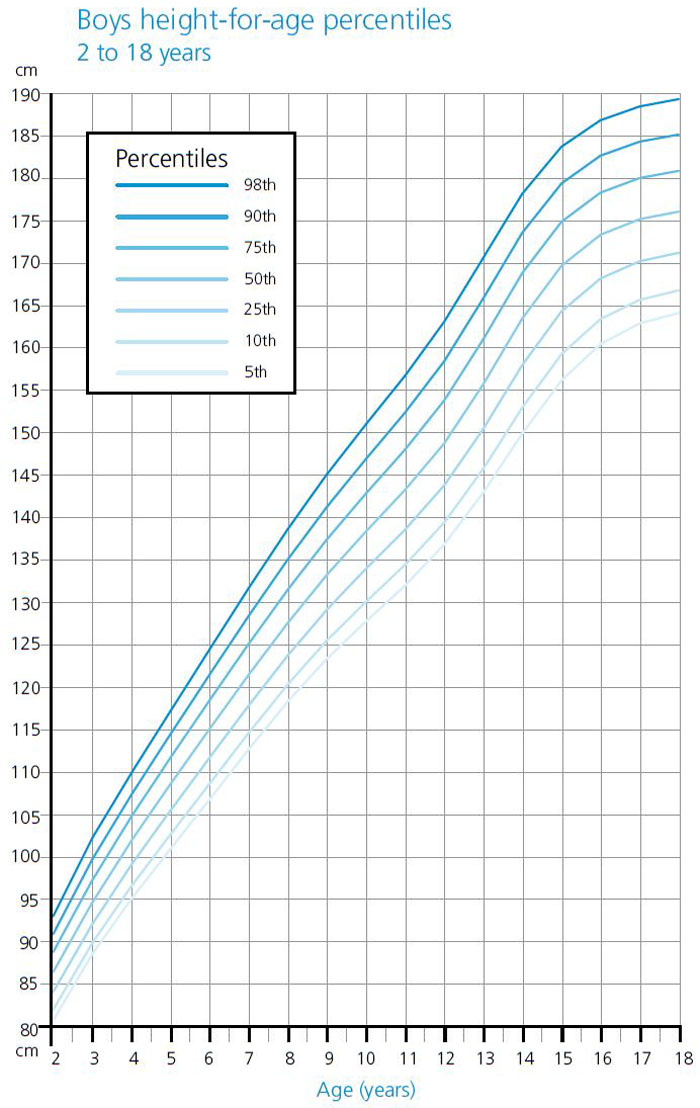 Boys height-for-age percentiles
2 to 18 years
cm
190
185
180
175
170
165
160
155
150
145
140
135
130
125
120
115
110
105
100
95
90
85
80
cm
Percentiles
98th
90th
75th
50th
25th
10th
5th
2 3 4 5 6 7 8 9 10 11 12 13 14 15 16 17 18
Age (years)